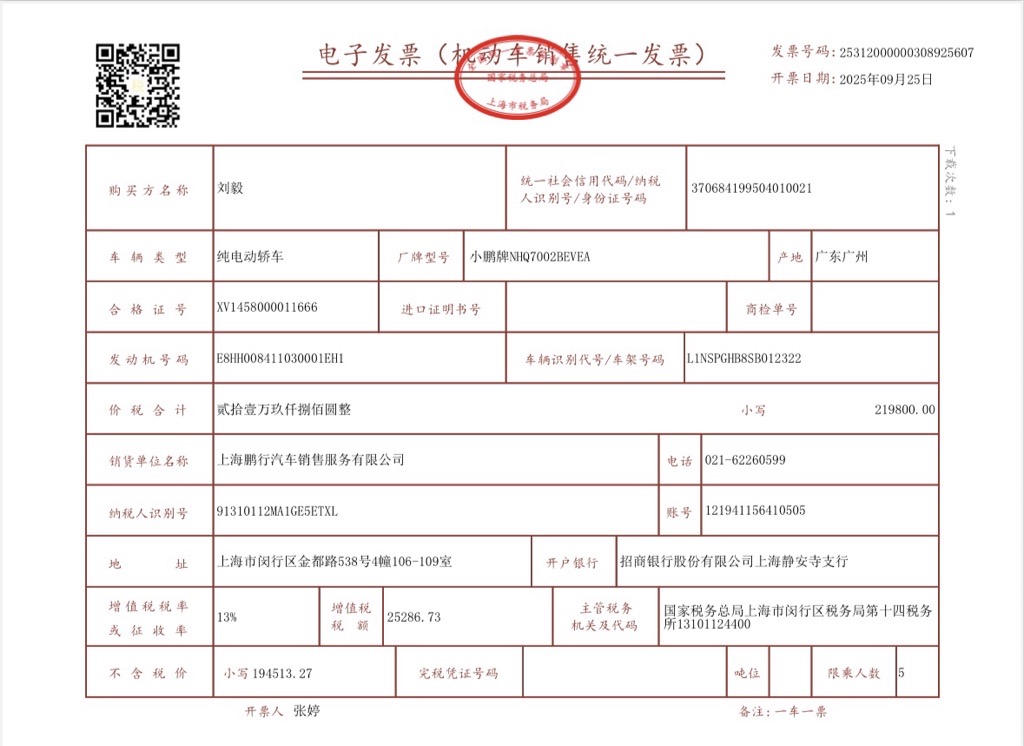 电子发票（机动车销售统一发票）
发票号码：25312000000308925607
开票日期：2025年09月25日
国家税务总局
上海市税务局
下载次数：1
购买方名称 刘毅 统一社会信用代码/纳税人识别号/身份证号码 370684199504010021
车辆类型 纯电动轿车 厂牌型号 小鹏牌NHQ7002BEVEA 产地 广东广州
合格证号 XV1458000011666 进口证明书号 商检单号
发动机号码 E8HH008411030001EH1 车辆识别代号/车架号码 L1NSPGHB8SB012322
价税合计 贰拾壹万玖仟捌佰圆整 小写 219800.00
销货单位名称 上海鹏行汽车销售服务有限公司 电话 021-62260599
纳税人识别号 91310112MA1GE5ETXL 账号 121941156410505
地址 上海市闵行区金都路538号4幢106-109室 开户银行 招商银行股份有限公司上海静安寺支行
增值税税率或征收率 13% 增值税税额 25286.73 主管税务机关及代码 国家税务总局上海市闵行区税务局第十四税务所13101124400
不含税价 小写 194513.27 完税凭证号码 吨位 限乘人数 5
开票人 张婷 备注：一车一票